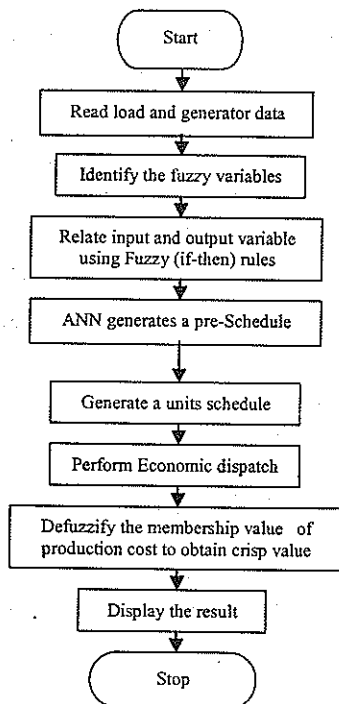 Start
Read load and generator data
Identify the fuzzy variables
Relate input and output variable
using Fuzzy (if-then) rules
ANN generates a pre-Schedule
Generate a units schedule
Perform Economic dispatch
Defuzzify the membership value of
production cost to obtain crisp value
Display the result
Stop